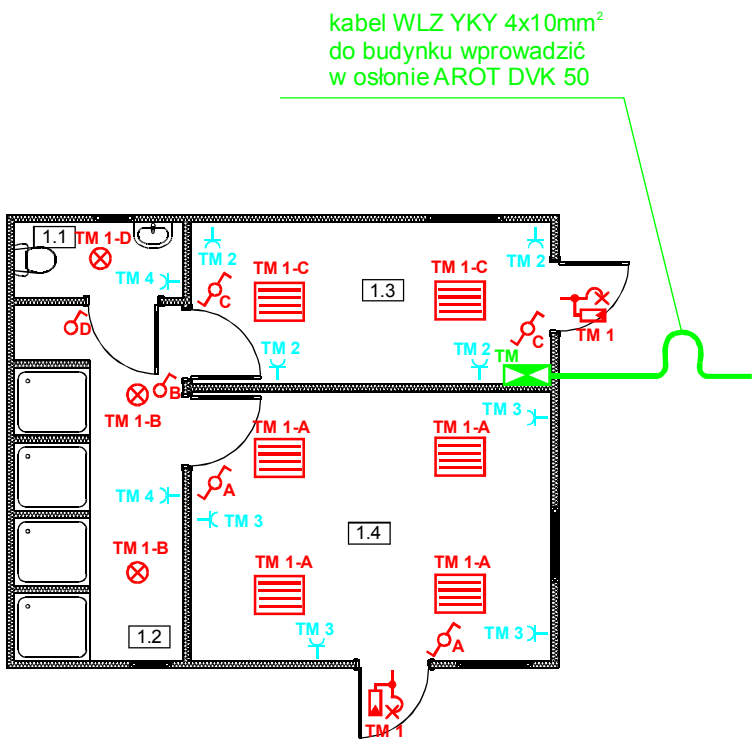 kabel WLZ YKY 4x10mm²
do budynku wprowadzić
w osłonie AROT DVK 50
1.1
TM 1-D
TM 2
TM 2
TM 4
TM 1-C
TM 1-C
1.3
C
D
C
TM 1
TM 2
TM 2
TM
B
TM 1-B
TM 3
TM 1-A
TM 1-A
A
TM 4
TM 3
1.4
TM 1-B
TM 1-A
TM 1-A
1.2
TM 3
A
TM 3
TM 1